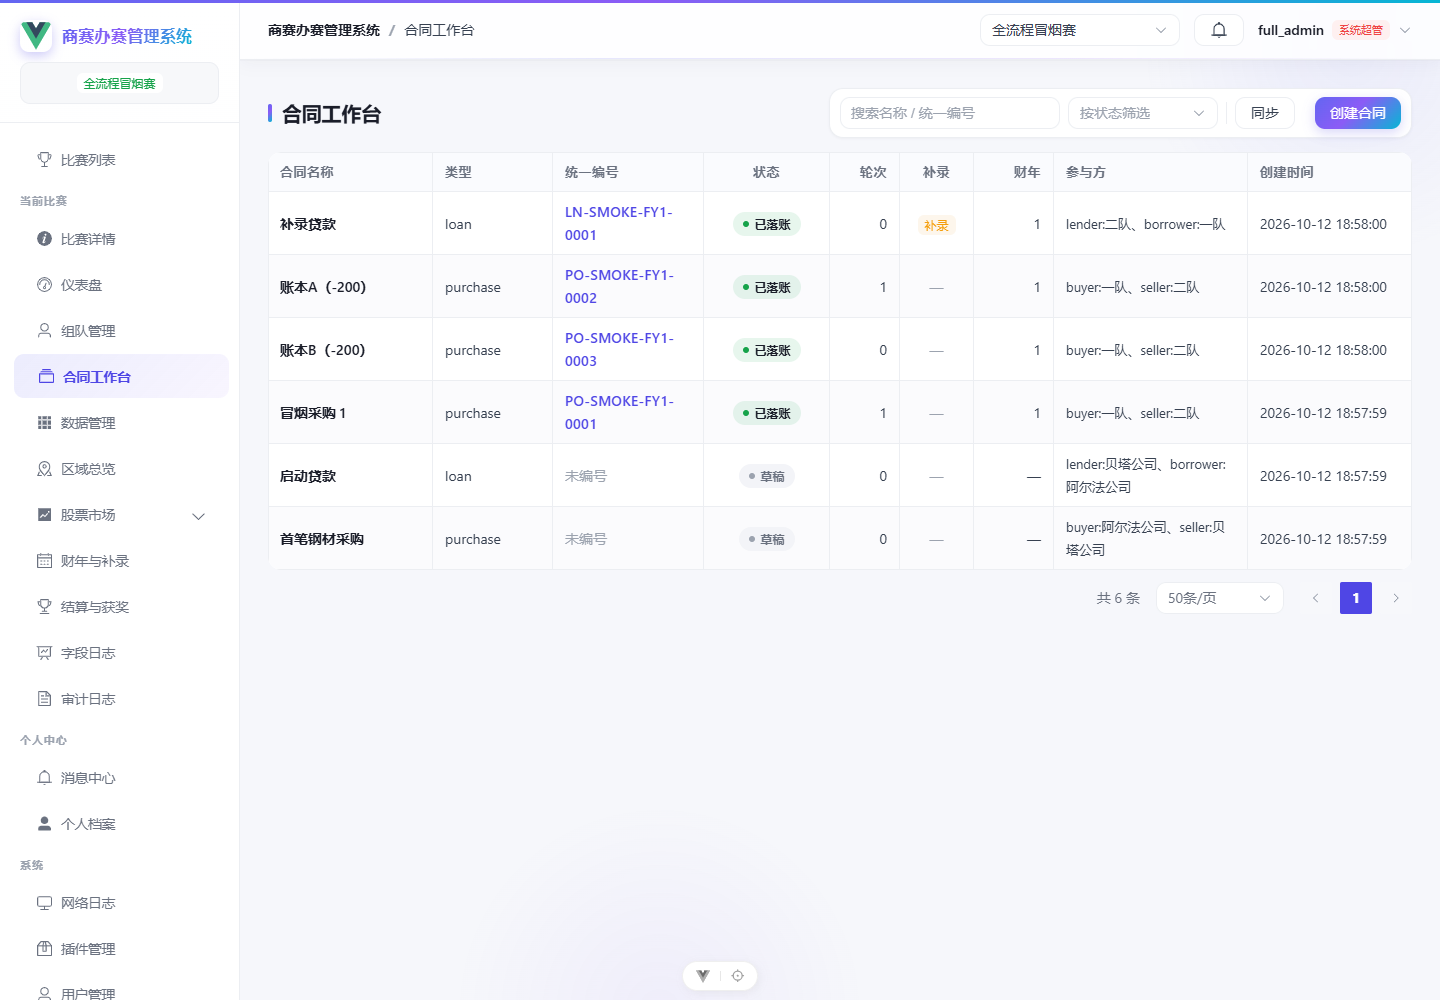 商赛办赛管理系统
全流程冒烟赛
商赛办赛管理系统 / 合同工作台
全流程冒烟赛
full_admin
系统超管
比赛列表
当前比赛
比赛详情
仪表盘
组队管理
合同工作台
数据管理
区域总览
股票市场
财年与补录
结算与获奖
字段日志
审计日志
个人中心
消息中心
个人档案
系统
网络日志
插件管理
用户管理
合同工作台
搜索名称 / 统一编号
按状态筛选
同步
创建合同
合同名称 类型 统一编号 状态 轮次 补录 财年 参与方 创建时间
补录贷款 loan LN-SMOKE-FY1-0001 已落账 0 补录 1 lender:二队、borrower:一队 2026-10-12 18:58:00
账本A（-200） purchase PO-SMOKE-FY1-0002 已落账 1 — 1 buyer:一队、seller:二队 2026-10-12 18:58:00
账本B（-200） purchase PO-SMOKE-FY1-0003 已落账 0 — 1 buyer:一队、seller:二队 2026-10-12 18:58:00
冒烟采购 1 purchase PO-SMOKE-FY1-0001 已落账 1 — 1 buyer:一队、seller:二队 2026-10-12 18:57:59
启动贷款 loan 未编号 草稿 0 — — lender:贝塔公司、borrower:阿尔法公司 2026-10-12 18:57:59
首笔钢材采购 purchase 未编号 草稿 0 — — buyer:阿尔法公司、seller:贝塔公司 2026-10-12 18:57:59
共 6 条
50条/页
1